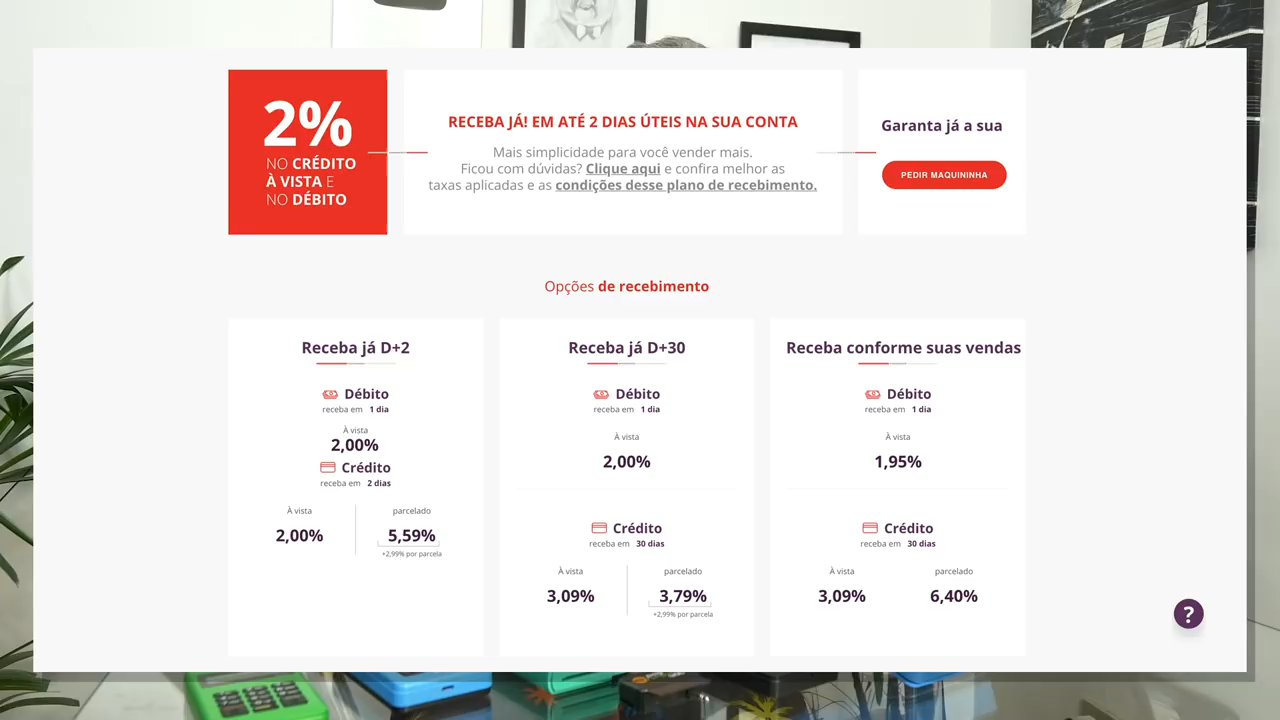 2%
NO CRÉDITO
À VISTA E
NO DÉBITO
RECEBA JÁ! EM ATÉ 2 DIAS ÚTEIS NA SUA CONTA
Mais simplicidade para você vender mais.
Ficou com dúvidas? Clique aqui e confira melhor as
taxas aplicadas e as condições desse plano de recebimento.
Garanta já a sua
PEDIR MAQUININHA
Opções de recebimento
Receba já D+2
Débito
receba em 1 dia
À vista
2,00%
Crédito
receba em 2 dias
À vista
parcelado
2,00%
5,59%
+2,99% por parcela
Receba já D+30
Débito
receba em 1 dia
À vista
2,00%
Crédito
receba em 30 dias
À vista
parcelado
3,09%
3,79%
+2,99% por parcela
Receba conforme suas vendas
Débito
receba em 1 dia
À vista
1,95%
Crédito
receba em 30 dias
À vista
parcelado
3,09%
6,40%
?